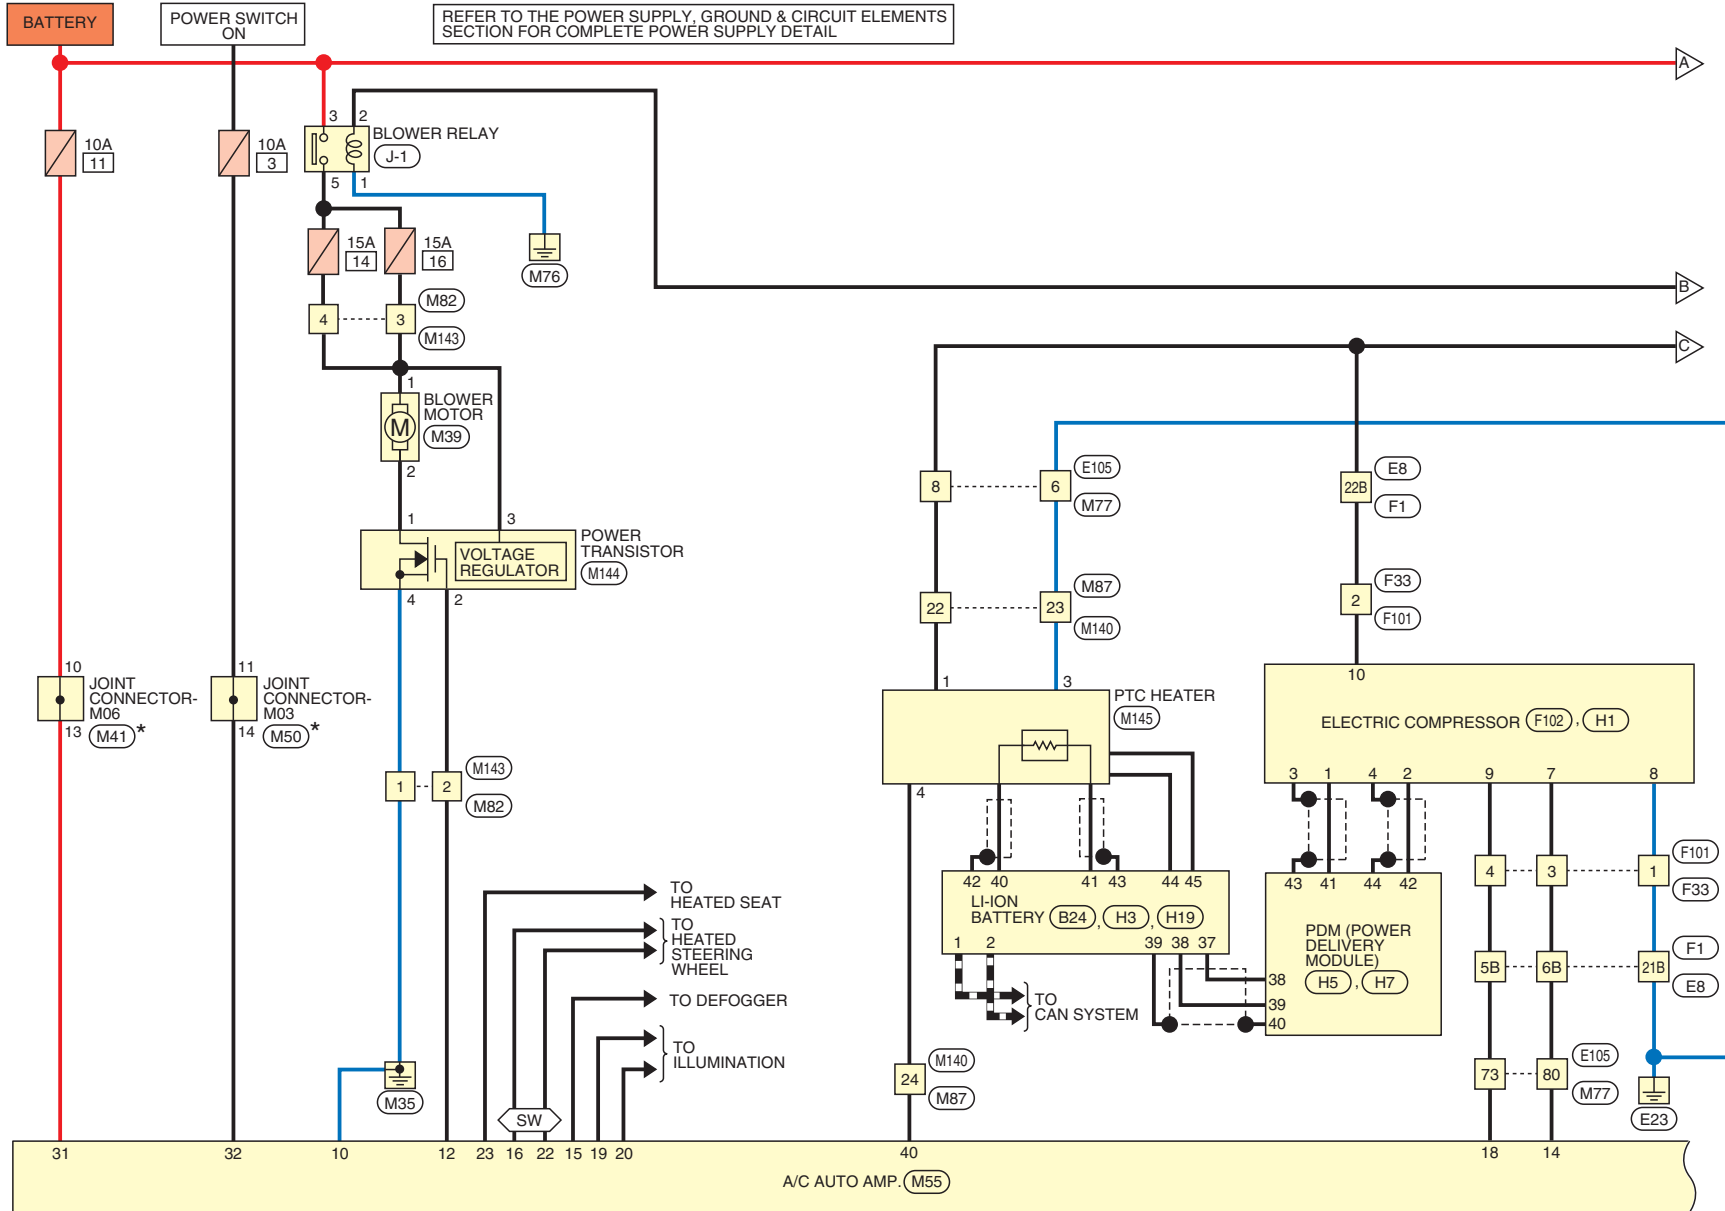 BATTERY
POWER SWITCH
ON
REFER TO THE POWER SUPPLY, GROUND & CIRCUIT ELEMENTS
SECTION FOR COMPLETE POWER SUPPLY DETAIL
A
3 2
BLOWER RELAY
J-1
10A
11
10A
3
5 1
15A
14
15A
16
M76
B
M82
4 3
M143
C
1
BLOWER
MOTOR
M
M39
2
E105
8 6
M77
E8
22B
F1
1 3
POWER
TRANSISTOR
VOLTAGE
REGULATOR
M144
4 2
M87
22 23
M140
F33
2
F101
10
JOINT
CONNECTOR-
M06
13 M41 *
11
JOINT
CONNECTOR-
M03
14 M50 *
1 3
PTC HEATER
M145
10
ELECTRIC COMPRESSOR F102 , H1
3 1 4 2 9 7 8
M143
1 2
M82
4
42 40 41 43 44 45
LI-ION
BATTERY B24 , H3 , H19
1 2 39 38 37
43 41 44 42
PDM (POWER
DELIVERY
MODULE)
H5 , H7
38
39
40
F101
4 3 1
F33
F1
5B 6B 21B
E8
TO
HEATED SEAT
TO
HEATED
STEERING
WHEEL
TO DEFOGGER
TO
ILLUMINATION
TO
CAN SYSTEM
M140
24
M87
E105
73 80
M77
E23
M35
SW
31 32 10 12 23 16 22 15 19 20 40 18 14
A/C AUTO AMP. M55